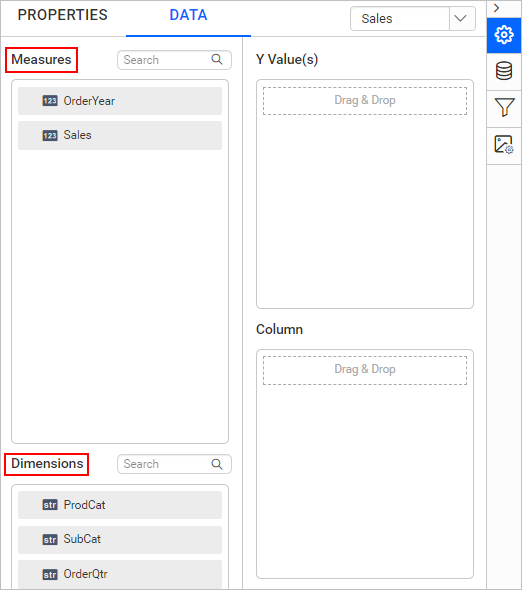 PROPERTIES
DATA
Sales
Measures
Search
123 OrderYear
123 Sales
Dimensions
Search
str ProdCat
str SubCat
str OrderQtr
Y Value(s)
Drag & Drop
Column
Drag & Drop